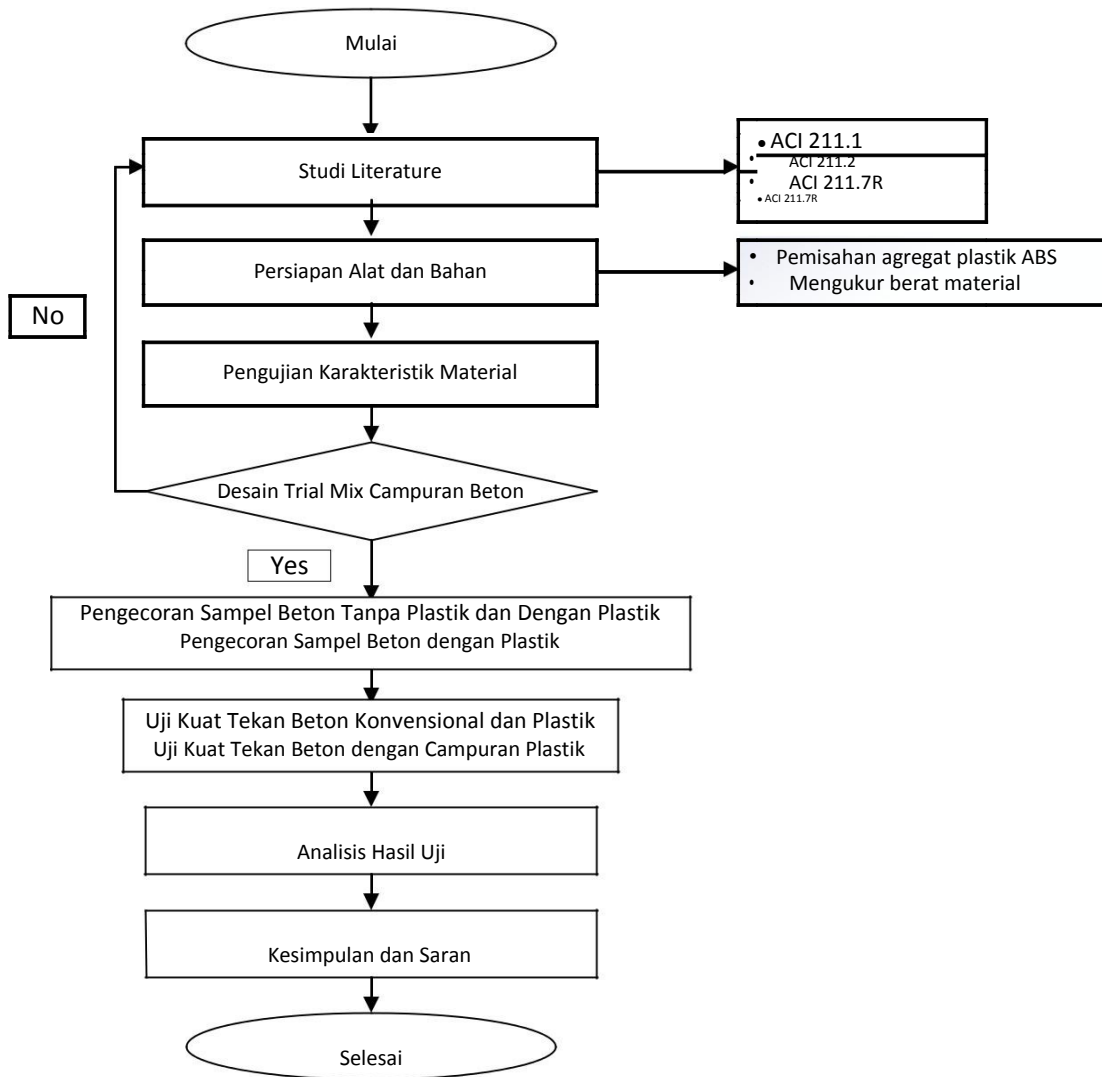 Mulai
Studi Literature
• ACI 211.1
• ACI 211.2
• ACI 211.7R
• ACI 211.7R
Persiapan Alat dan Bahan
• Pemisahan agregat plastik ABS
• Mengukur berat material
No
Pengujian Karakteristik Material
Desain Trial Mix Campuran Beton
Yes
Pengecoran Sampel Beton Tanpa Plastik dan Dengan Plastik
Pengecoran Sampel Beton dengan Plastik
Uji Kuat Tekan Beton Konvensional dan Plastik
Uji Kuat Tekan Beton dengan Campuran Plastik
Analisis Hasil Uji
Kesimpulan dan Saran
Selesai